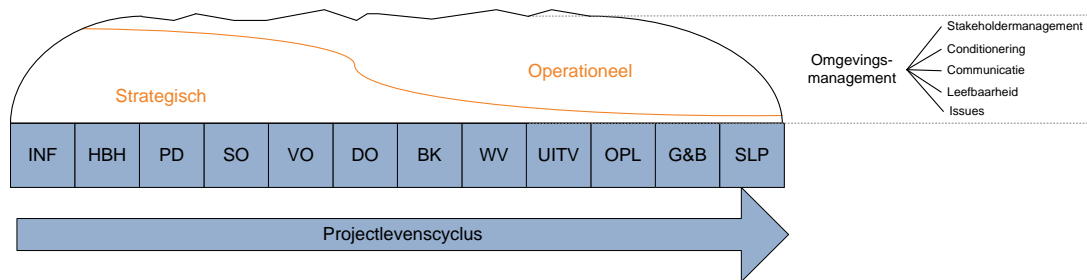 Stakeholdermanagement
Omgevings-
management
Conditionering
Communicatie
Leefbaarheid
Issues
Operationeel
Strategisch
INF HBH PD SO VO DO BK WV UITV OPL G&B SLP
Projectlevenscyclus